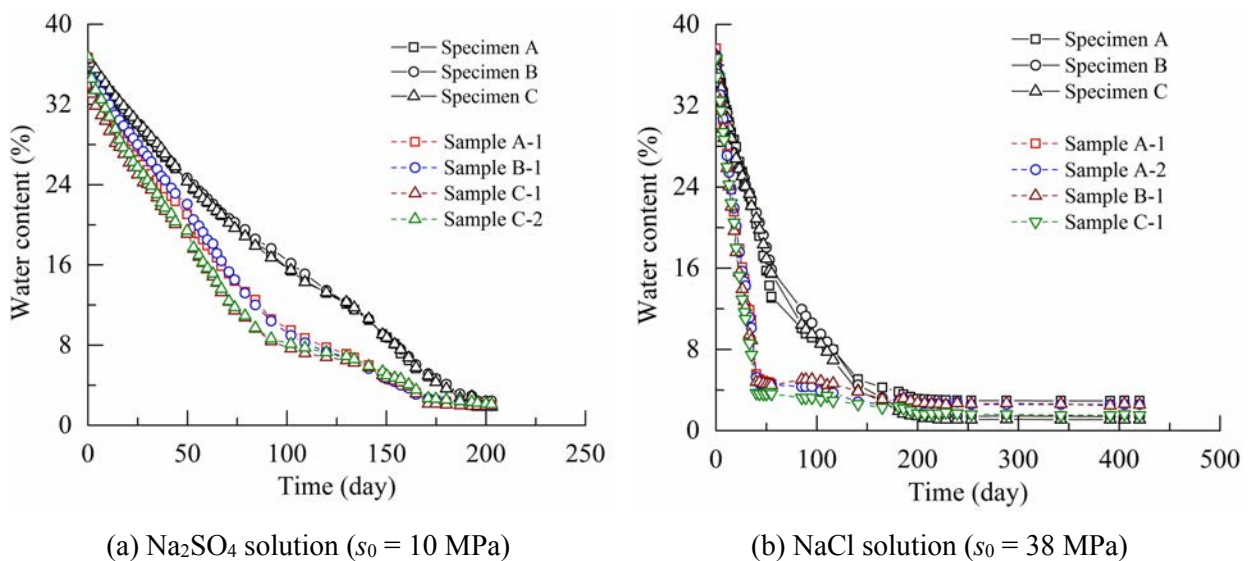 40
32
24
16
8
0
Water content (%)
Specimen A
Specimen B
Specimen C
Sample A-1
Sample B-1
Sample C-1
Sample C-2
0 50 100 150 200 250
Time (day)
(a) Na₂SO₄ solution (s₀ = 10 MPa)
40
32
24
16
8
0
Water content (%)
Specimen A
Specimen B
Specimen C
Sample A-1
Sample A-2
Sample B-1
Sample C-1
0 100 200 300 400 500
Time (day)
(b) NaCl solution (s₀ = 38 MPa)